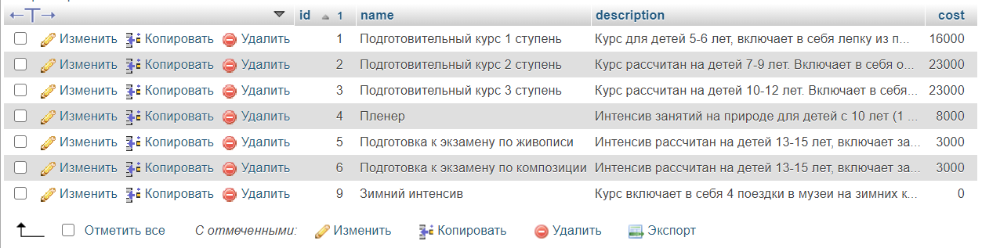 id 1 name description cost
Изменить Копировать Удалить 1 Подготовительный курс 1 ступень Курс для детей 5-6 лет, включает в себя лепку из п... 16000
Изменить Копировать Удалить 2 Подготовительный курс 2 ступень Курс рассчитан на детей 7-9 лет. Включает в себя о... 23000
Изменить Копировать Удалить 3 Подготовительный курс 3 ступень Курс рассчитан на детей 10-12 лет. Включает в себя... 23000
Изменить Копировать Удалить 4 Пленер Интенсив занятий на природе для детей с 10 лет (1 ... 8000
Изменить Копировать Удалить 5 Подготовка к экзамену по живописи Интенсив рассчитан на детей 13-15 лет, включает за... 3000
Изменить Копировать Удалить 6 Подготовка к экзамену по композиции Интенсив рассчитан на детей 13-15 лет, включает за... 3000
Изменить Копировать Удалить 9 Зимний интенсив Курс включает в себя 4 поездки в музеи на зимних к... 0
Отметить все С отмеченными: Изменить Копировать Удалить Экспорт